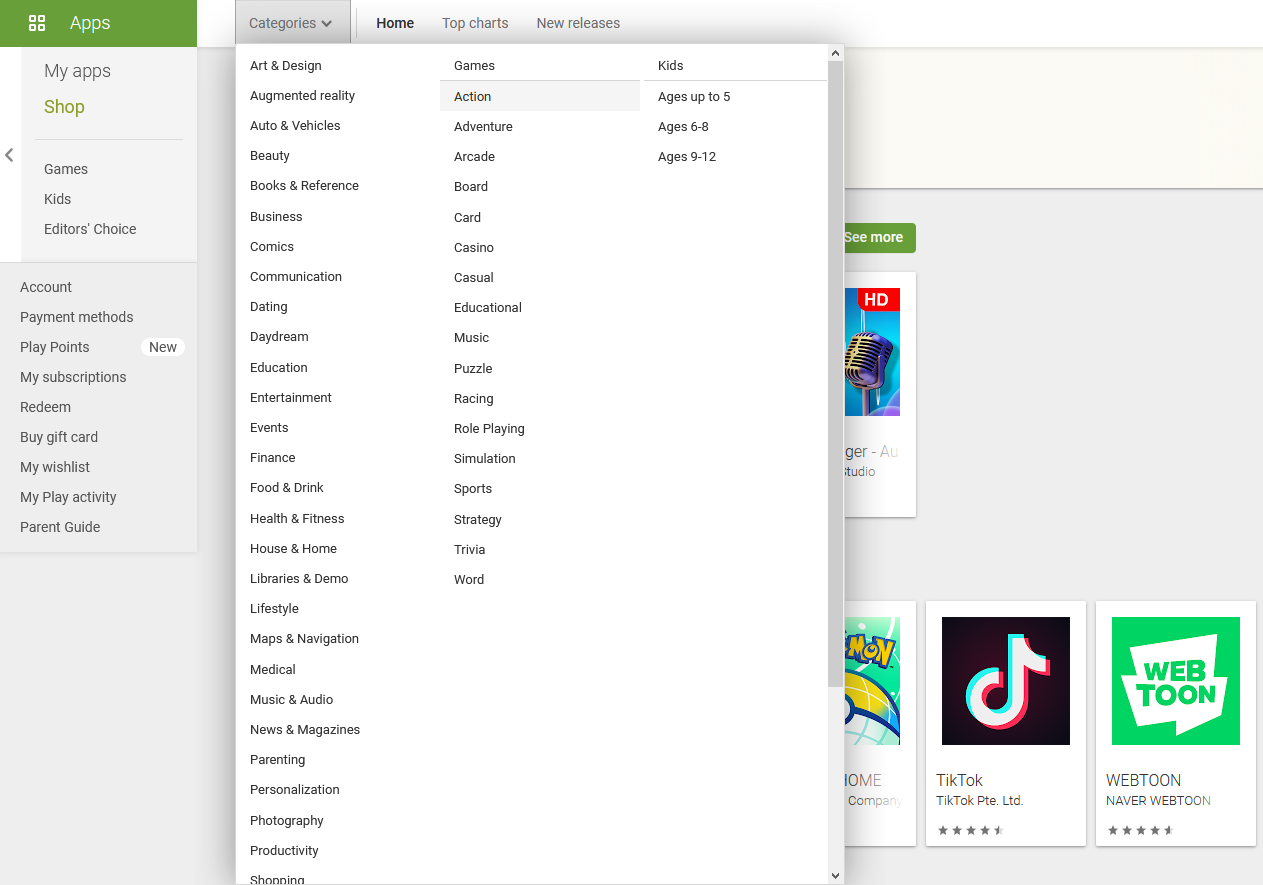 Apps
Categories
Home
Top charts
New releases
My apps
Shop
Games
Kids
Editors' Choice
Account
Payment methods
Play Points
New
My subscriptions
Redeem
Buy gift card
My wishlist
My Play activity
Parent Guide
Art & Design
Augmented reality
Auto & Vehicles
Beauty
Books & Reference
Business
Comics
Communication
Dating
Daydream
Education
Entertainment
Events
Finance
Food & Drink
Health & Fitness
House & Home
Libraries & Demo
Lifestyle
Maps & Navigation
Medical
Music & Audio
News & Magazines
Parenting
Personalization
Photography
Productivity
Shopping
Games
Action
Adventure
Arcade
Board
Card
Casino
Casual
Educational
Music
Puzzle
Racing
Role Playing
Simulation
Sports
Strategy
Trivia
Word
Kids
Ages up to 5
Ages 6-8
Ages 9-12
See more
HD
ger - Au
Studio
MON
HOME
Company
TikTok
TikTok Pte. Ltd.
WEB
TOON
WEBTOON
NAVER WEBTOON